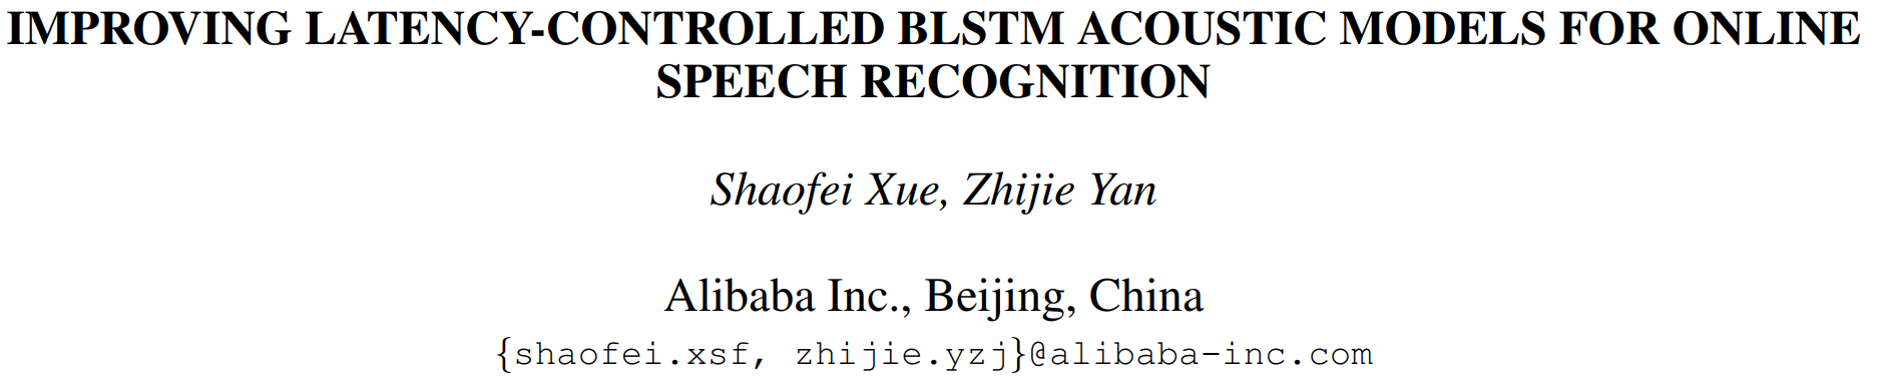 IMPROVING LATENCY-CONTROLLED BLSTM ACOUSTIC MODELS FOR ONLINE
SPEECH RECOGNITION
Shaofei Xue, Zhijie Yan
Alibaba Inc., Beijing, China
{shaofei.xsf, zhijie.yzj}@alibaba-inc.com